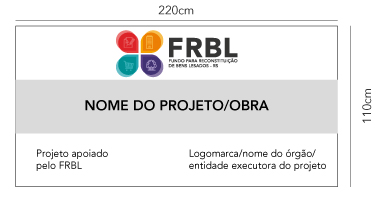 220cm
FRBL
FUNDO PARA RECONSTITUIÇÃO
DE BENS LESADOS - RS
110cm
NOME DO PROJETO/OBRA
Projeto apoiado
pelo FRBL
Logomarca/nome do órgão/
entidade executora do projeto